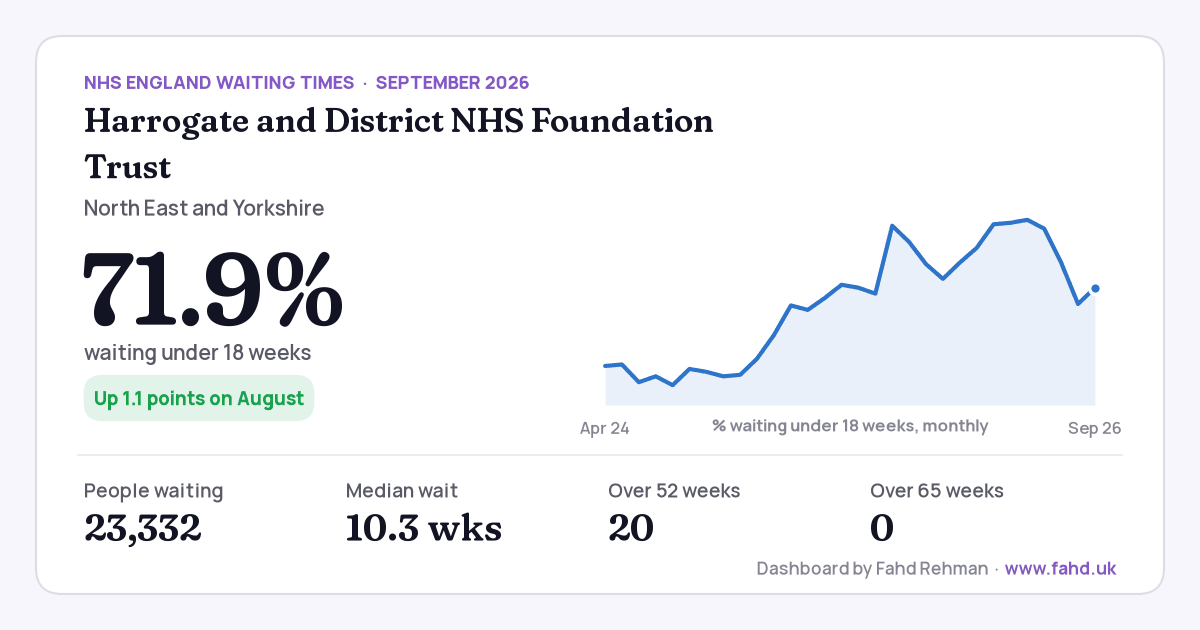 NHS ENGLAND WAITING TIMES · SEPTEMBER 2026
Harrogate and District NHS Foundation
Trust
North East and Yorkshire
71.9%
waiting under 18 weeks
Up 1.1 points on August
Apr 24
% waiting under 18 weeks, monthly
Sep 26
People waiting
23,332
Median wait
10.3 wks
Over 52 weeks
20
Over 65 weeks
0
Dashboard by Fahd Rehman · www.fahd.uk